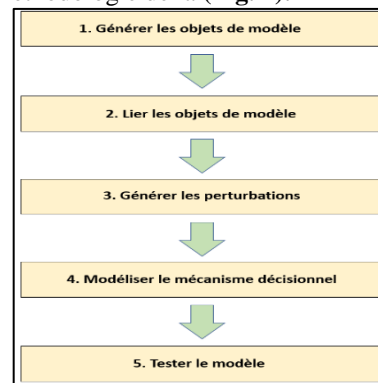 1. Générer les objets de modèle
2. Lier les objets de modèle
3. Générer les perturbations
4. Modéliser le mécanisme décisionnel
5. Tester le modèle